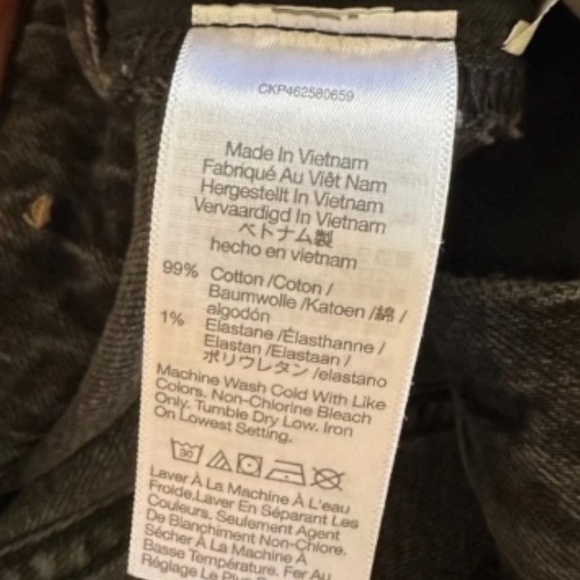 CKP462580659
Made In Vietnam
Fabriqué Au Viêt Nam
Hergestellt In Vietnam
Vervaardigd In Vietnam
ベトナム製
hecho en vietnam
99% Cotton /Coton /
Baumwolle /Katoen /綿 /
algodón
1% Elastane /Élasthanne /
Elastan /Elastaan /
ポリウレタン /elastano
Machine Wash Cold With Like
Colors. Non-Chlorine Bleach
Only. Tumble Dry Low. Iron
On Lowest Setting.
30
Laver À La Machine À L'eau
Froide.Laver En Séparant Les
Couleurs. Seulement Agent
De Blanchiment Non-Chlore.
Sécher À La Machine À
Basse Température. Fer Au
Réglage Le